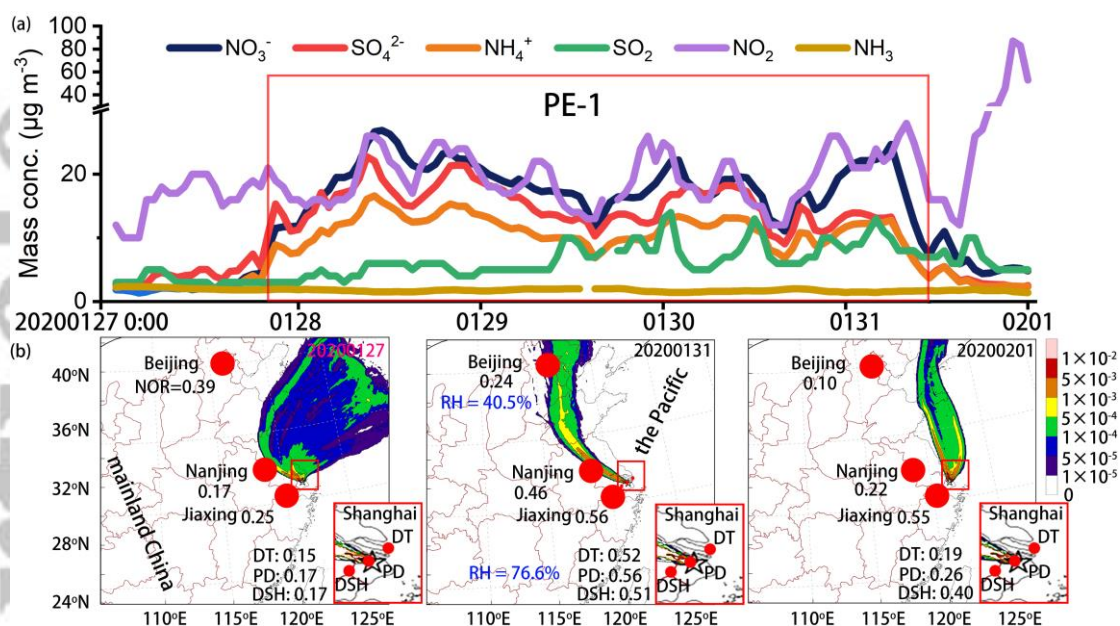 (a)
100
80
60
40
20
0
Mass conc. (μg m⁻³)
NO₃⁻ SO₄²⁻ NH₄⁺ SO₂ NO₂ NH₃
PE-1
20200127 0:00 0128 0129 0130 0131 0201
(b)
40°N
36°N
32°N
28°N
24°N
20200127
Beijing
NOR=0.39
Nanjing
0.17
Jiaxing 0.25
mainland China
DT: 0.15
PD: 0.17
DSH: 0.17
Shanghai
DT
PD
DSH
110°E 115°E 120°E 125°E
20200131
Beijing
0.24
RH = 40.5%
the Pacific
Nanjing
0.46
Jiaxing 0.56
RH = 76.6%
DT: 0.52
PD: 0.56
DSH: 0.51
Shanghai
DT
PD
DSH
110°E 115°E 120°E 125°E
20200201
Beijing
0.10
Nanjing
0.22
Jiaxing 0.55
DT: 0.19
PD: 0.26
DSH: 0.40
Shanghai
DT
PD
DSH
110°E 115°E 120°E 125°E
1×10⁻²
5×10⁻³
1×10⁻³
5×10⁻⁴
1×10⁻⁴
5×10⁻⁵
1×10⁻⁵
0